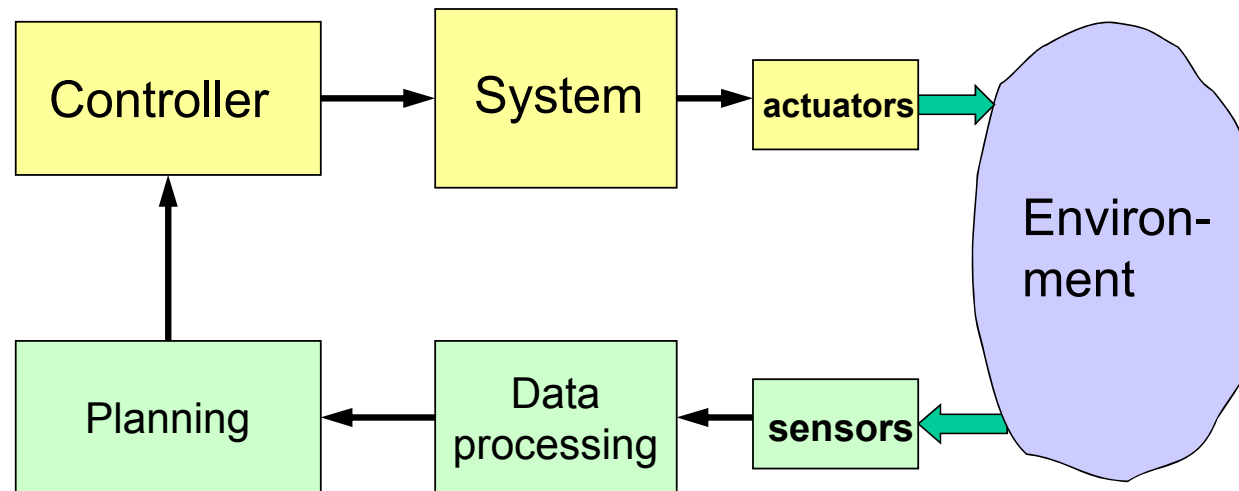 Controller
System
actuators
Environ-
ment
Planning
Data
processing
sensors